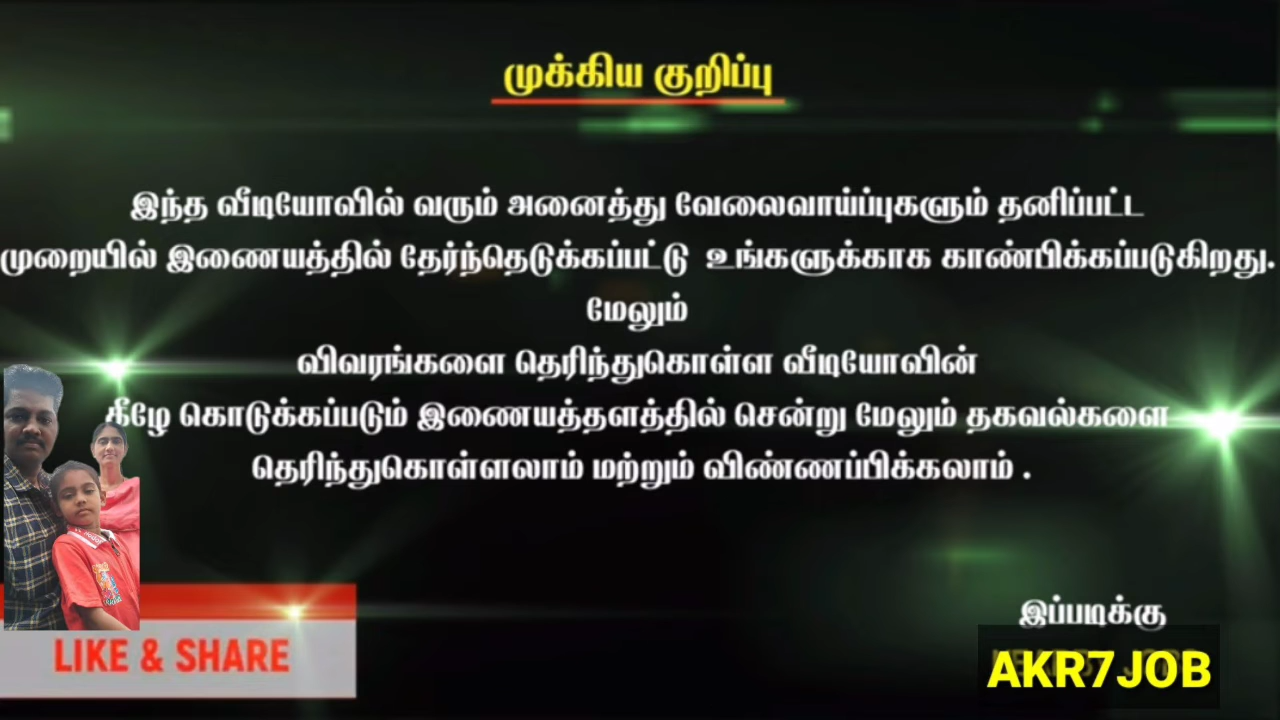 முக்கிய குறிப்பு
இந்த வீடியோவில் வரும் அனைத்து வேலைவாய்ப்புகளும் தனிப்பட்ட
முறையில் இணையத்தில் தேர்ந்தெடுக்கப்பட்டு உங்களுக்காக காண்பிக்கப்படுகிறது.
மேலும்
விவரங்களை தெரிந்துகொள்ள வீடியோவின்
கீழே கொடுக்கப்படும் இணையத்தளத்தில் சென்று மேலும் தகவல்களை
தெரிந்துகொள்ளலாம் மற்றும் விண்ணப்பிக்கலாம் .
இப்படிக்கு
LIKE & SHARE
AKR7JOB